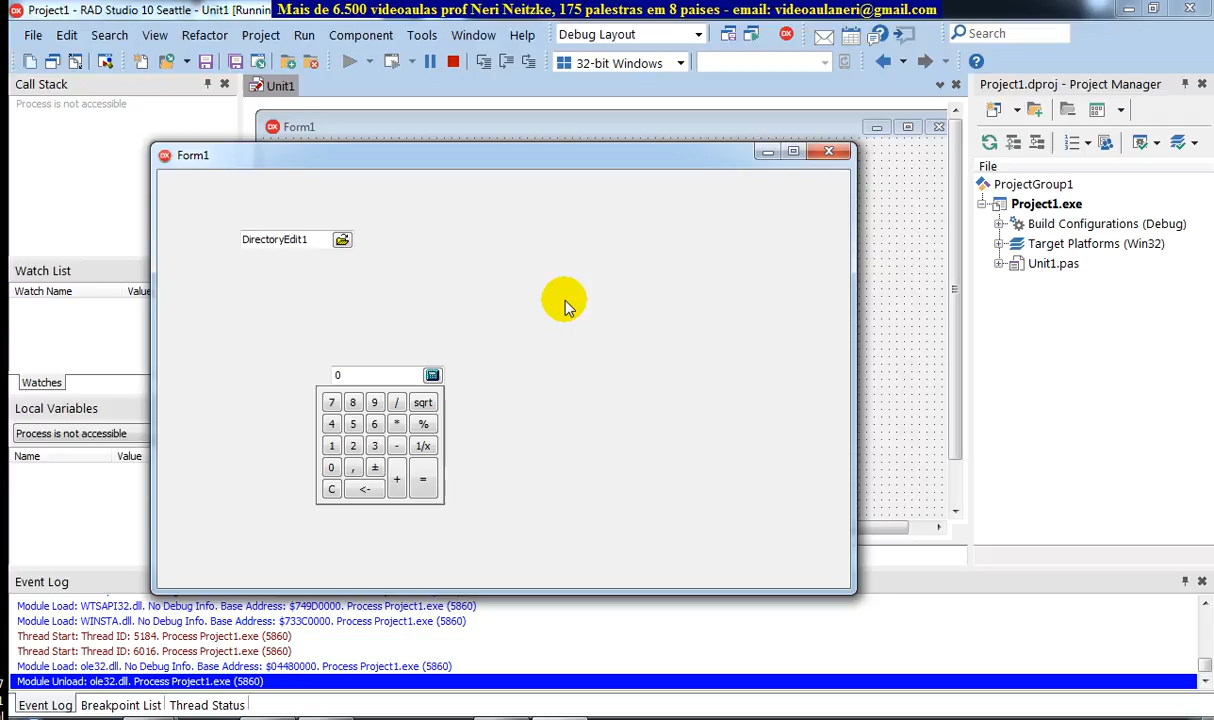 Project1 - RAD Studio 10 Seattle - Unit1 [Running
Mais de 6.500 videoaulas prof Neri Neitzke, 175 palestras em 8 paises - email: videoaulaneri@gmail.com
File Edit Search View Refactor Project Run Component Tools Window Help
Debug Layout
Search
32-bit Windows
Call Stack
Process is not accessible
Unit1
Form1
Form1
DirectoryEdit1
0
7 8 9 / sqrt
4 5 6 * %
1 2 3 - 1/x
0 , ± + =
C <-
Watch List
Watch Name Value
Watches
Local Variables
Process is not accessible
Name Value
Project1.dproj - Project Manager
File
ProjectGroup1
Project1.exe
Build Configurations (Debug)
Target Platforms (Win32)
Unit1.pas
Event Log
Module Load: WTSAPI32.dll. No Debug Info. Base Address: $749D0000. Process Project1.exe (5860)
Module Load: WINSTA.dll. No Debug Info. Base Address: $733C0000. Process Project1.exe (5860)
Thread Start: Thread ID: 5184. Process Project1.exe (5860)
Thread Start: Thread ID: 6016. Process Project1.exe (5860)
Module Load: ole32.dll. No Debug Info. Base Address: $04480000. Process Project1.exe (5860)
Module Unload: ole32.dll. Process Project1.exe (5860)
Event Log Breakpoint List Thread Status